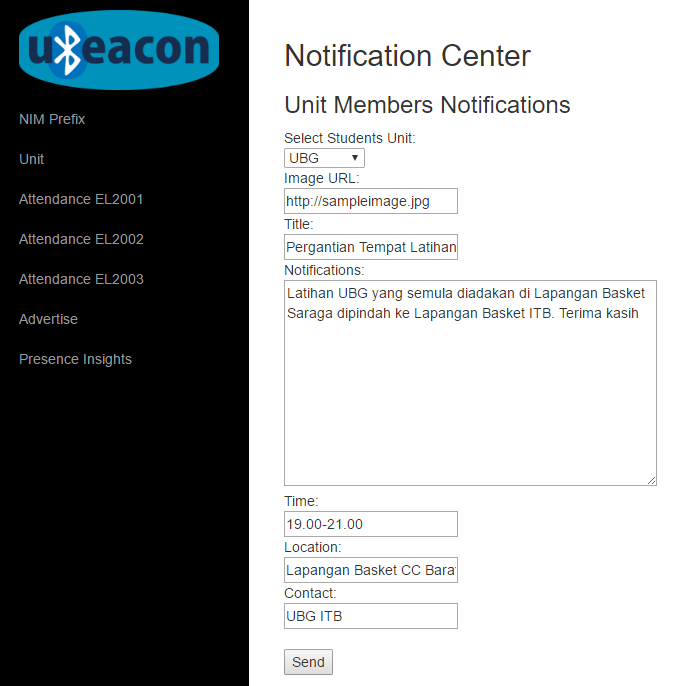 uBeacon
NIM Prefix
Unit
Attendance EL2001
Attendance EL2002
Attendance EL2003
Advertise
Presence Insights
Notification Center
Unit Members Notifications
Select Students Unit:
UBG
Image URL:
http://sampleimage.jpg
Title:
Pergantian Tempat Latihan
Notifications:
Latihan UBG yang semula diadakan di Lapangan Basket
Saraga dipindah ke Lapangan Basket ITB. Terima kasih
Time:
19.00-21.00
Location:
Lapangan Basket CC Barat
Contact:
UBG ITB
Send